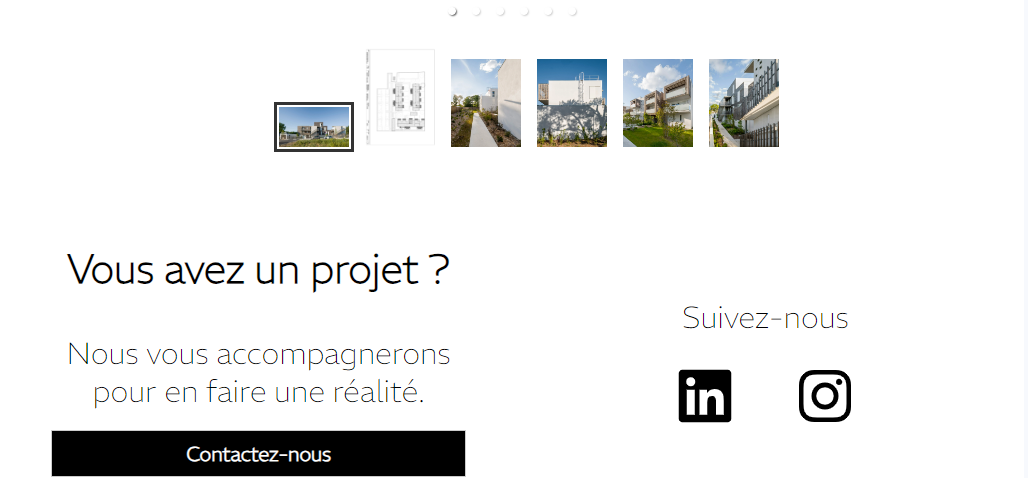 Vous avez un projet ?
Nous vous accompagnerons
pour en faire une réalité.
Contactez-nous
Suivez-nous
in